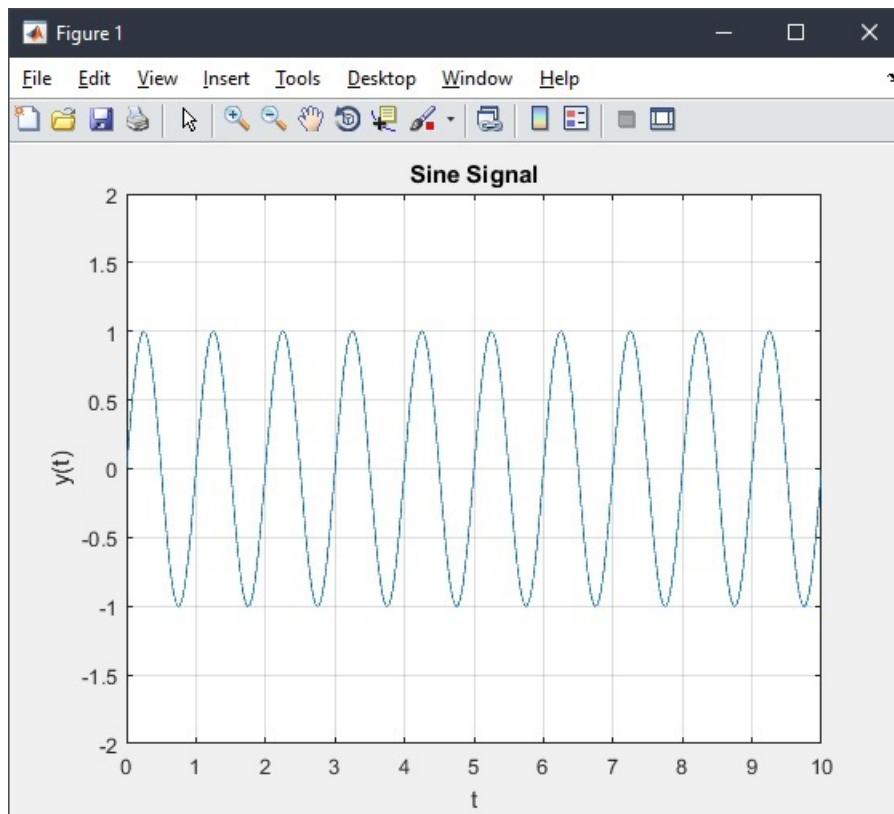 Figure 1
File Edit View Insert Tools Desktop Window Help
Sine Signal
2
1.5
1
0.5
0
-0.5
-1
-1.5
-2
y(t)
0 1 2 3 4 5 6 7 8 9 10
t